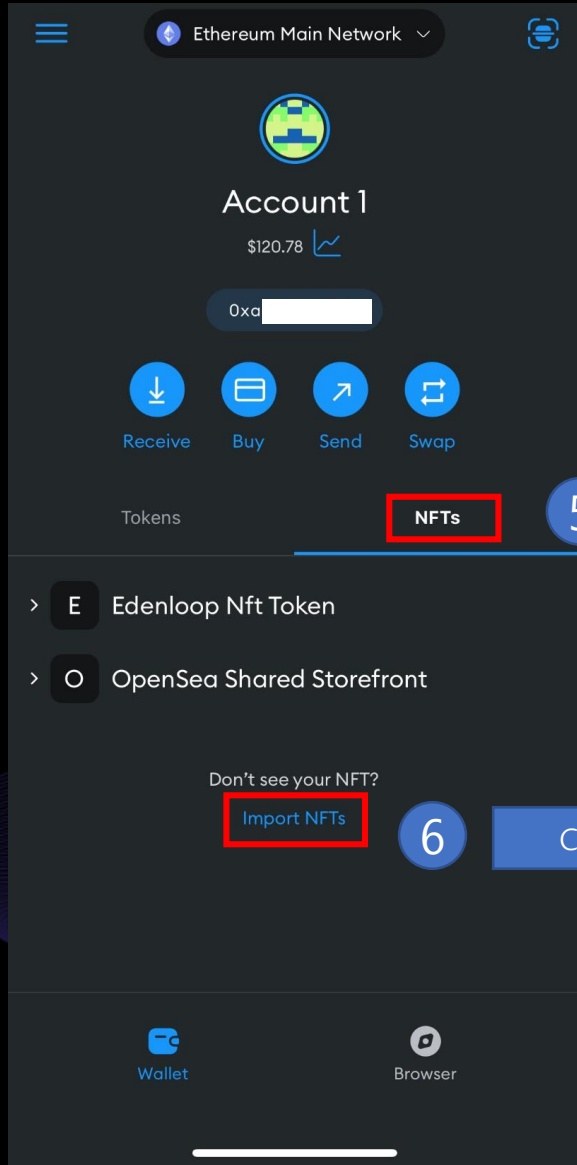 Ethereum Main Network
Account 1
$120.78
0xa
Receive Buy Send Swap
Tokens NFTs
5
E Edenloop Nft Token
O OpenSea Shared Storefront
Don't see your NFT?
Import NFTs
6
C
Wallet Browser